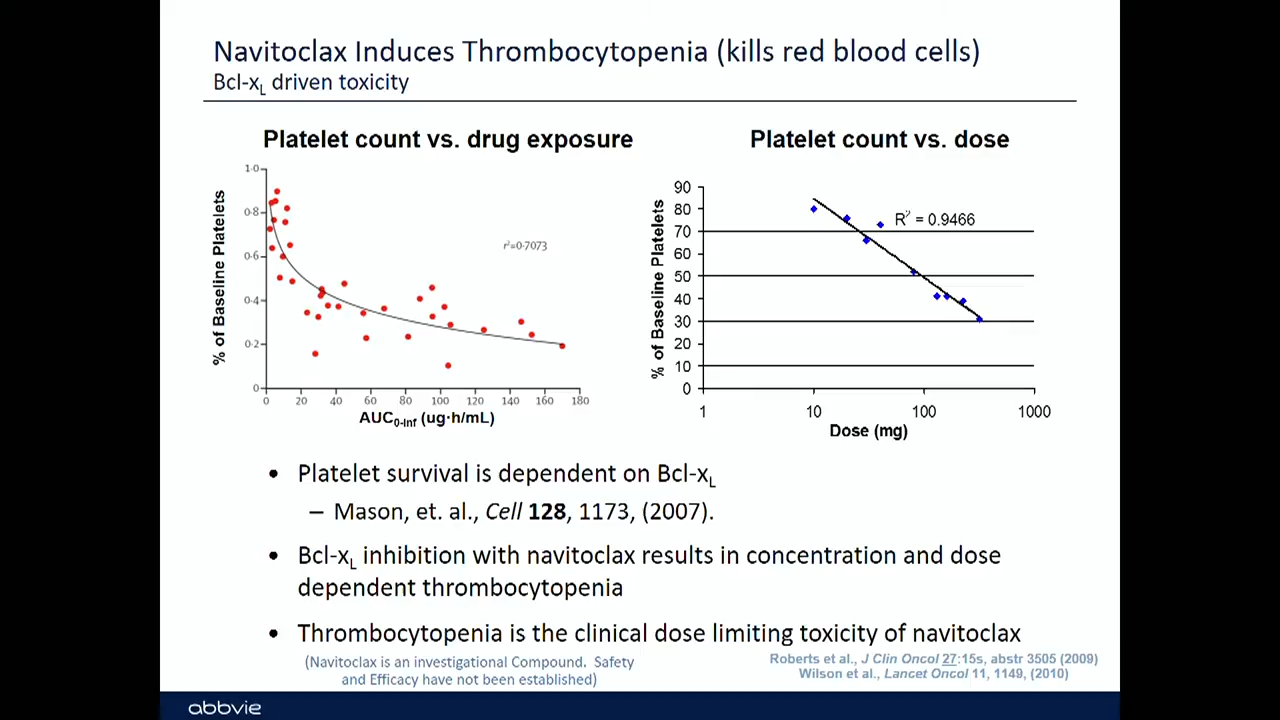 Navitoclax Induces Thrombocytopenia (kills red blood cells)
Bcl-xL driven toxicity
Platelet count vs. drug exposure
% of Baseline Platelets
1·0
0·8
0·6
0·4
0·2
0
r²=0·7073
0 20 40 60 80 100 120 140 160 180
AUC0-Inf (ug·h/mL)
Platelet count vs. dose
% of Baseline Platelets
90
80
70
60
50
40
30
20
10
0
R² = 0.9466
1 10 100 1000
Dose (mg)
• Platelet survival is dependent on Bcl-xL
– Mason, et. al., Cell 128, 1173, (2007).
• Bcl-xL inhibition with navitoclax results in concentration and dose
dependent thrombocytopenia
• Thrombocytopenia is the clinical dose limiting toxicity of navitoclax
(Navitoclax is an investigational Compound. Safety
and Efficacy have not been established)
Roberts et al., J Clin Oncol 27:15s, abstr 3505 (2009)
Wilson et al., Lancet Oncol 11, 1149, (2010)
abbvie